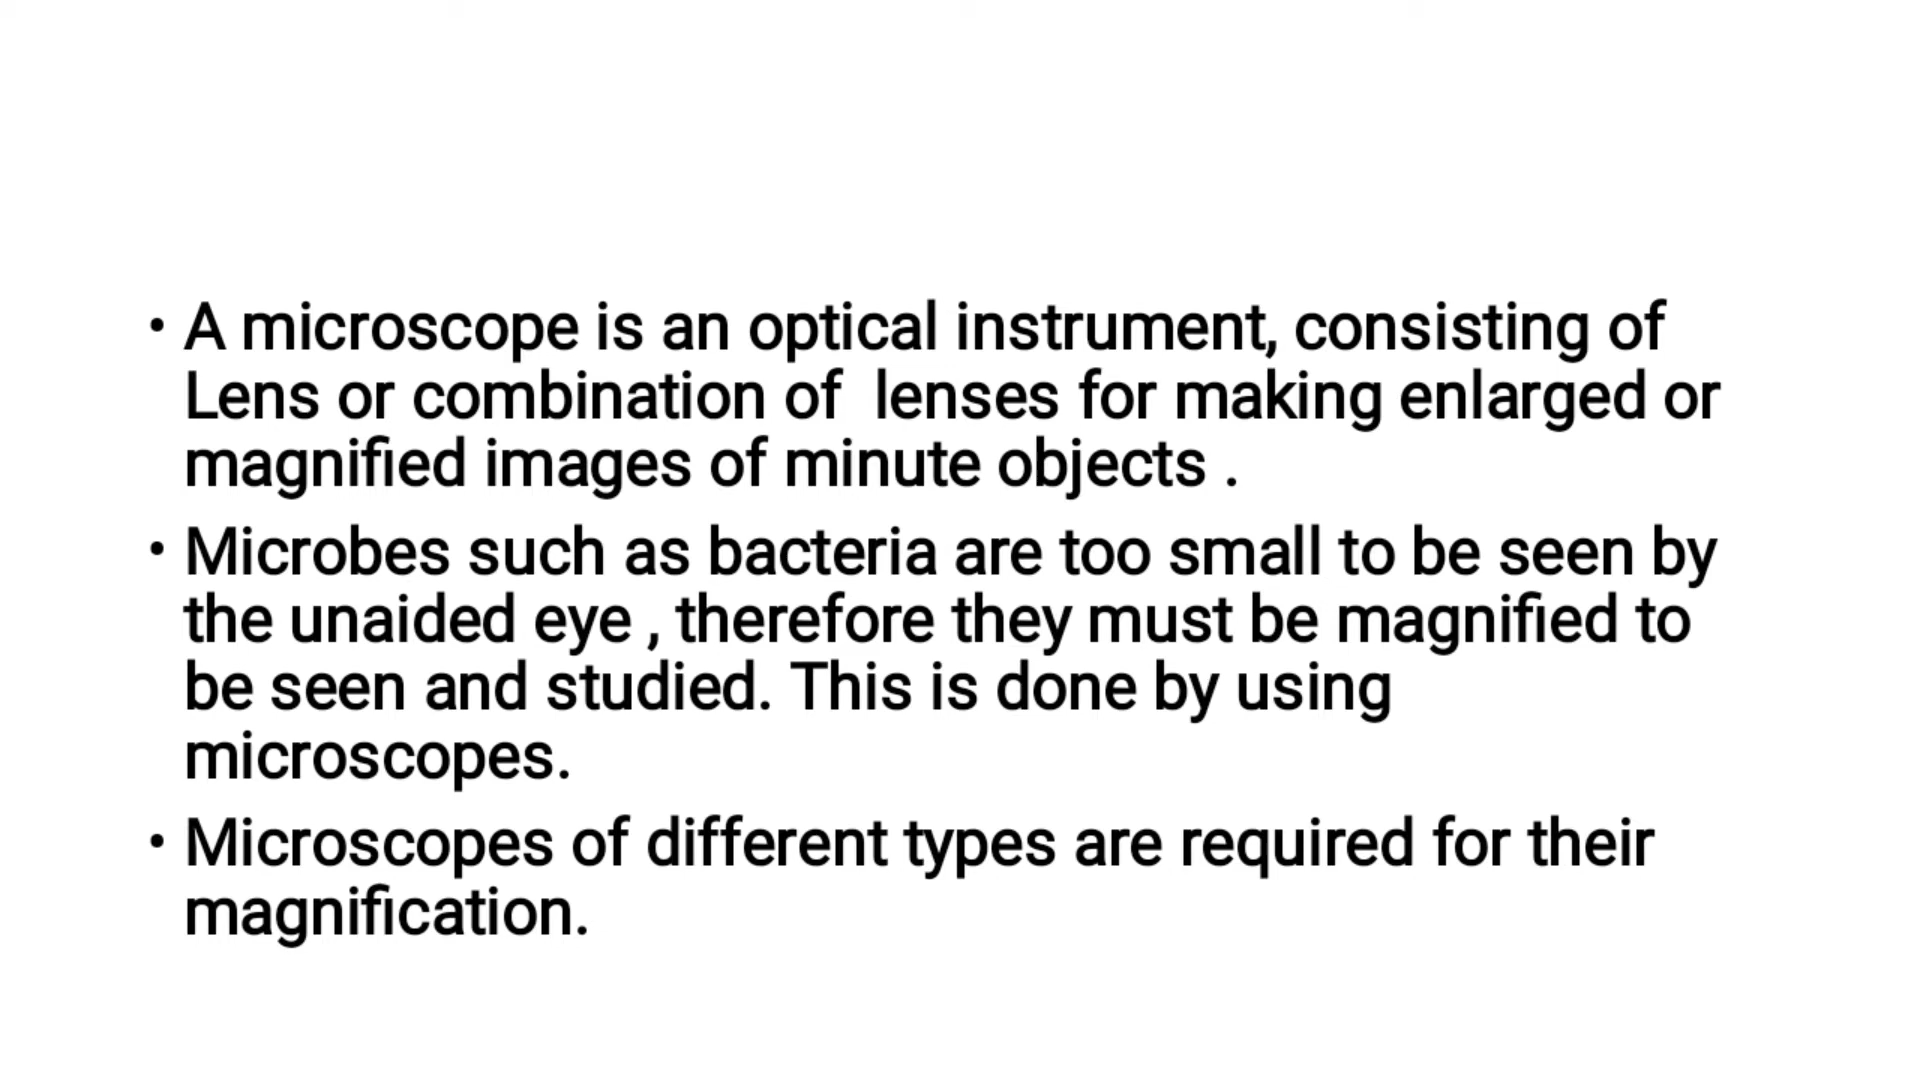 • A microscope is an optical instrument, consisting of
Lens or combination of  lenses for making enlarged or
magnified images of minute objects .
• Microbes such as bacteria are too small to be seen by
the unaided eye , therefore they must be magnified to
be seen and studied. This is done by using
microscopes.
• Microscopes of different types are required for their
magnification.